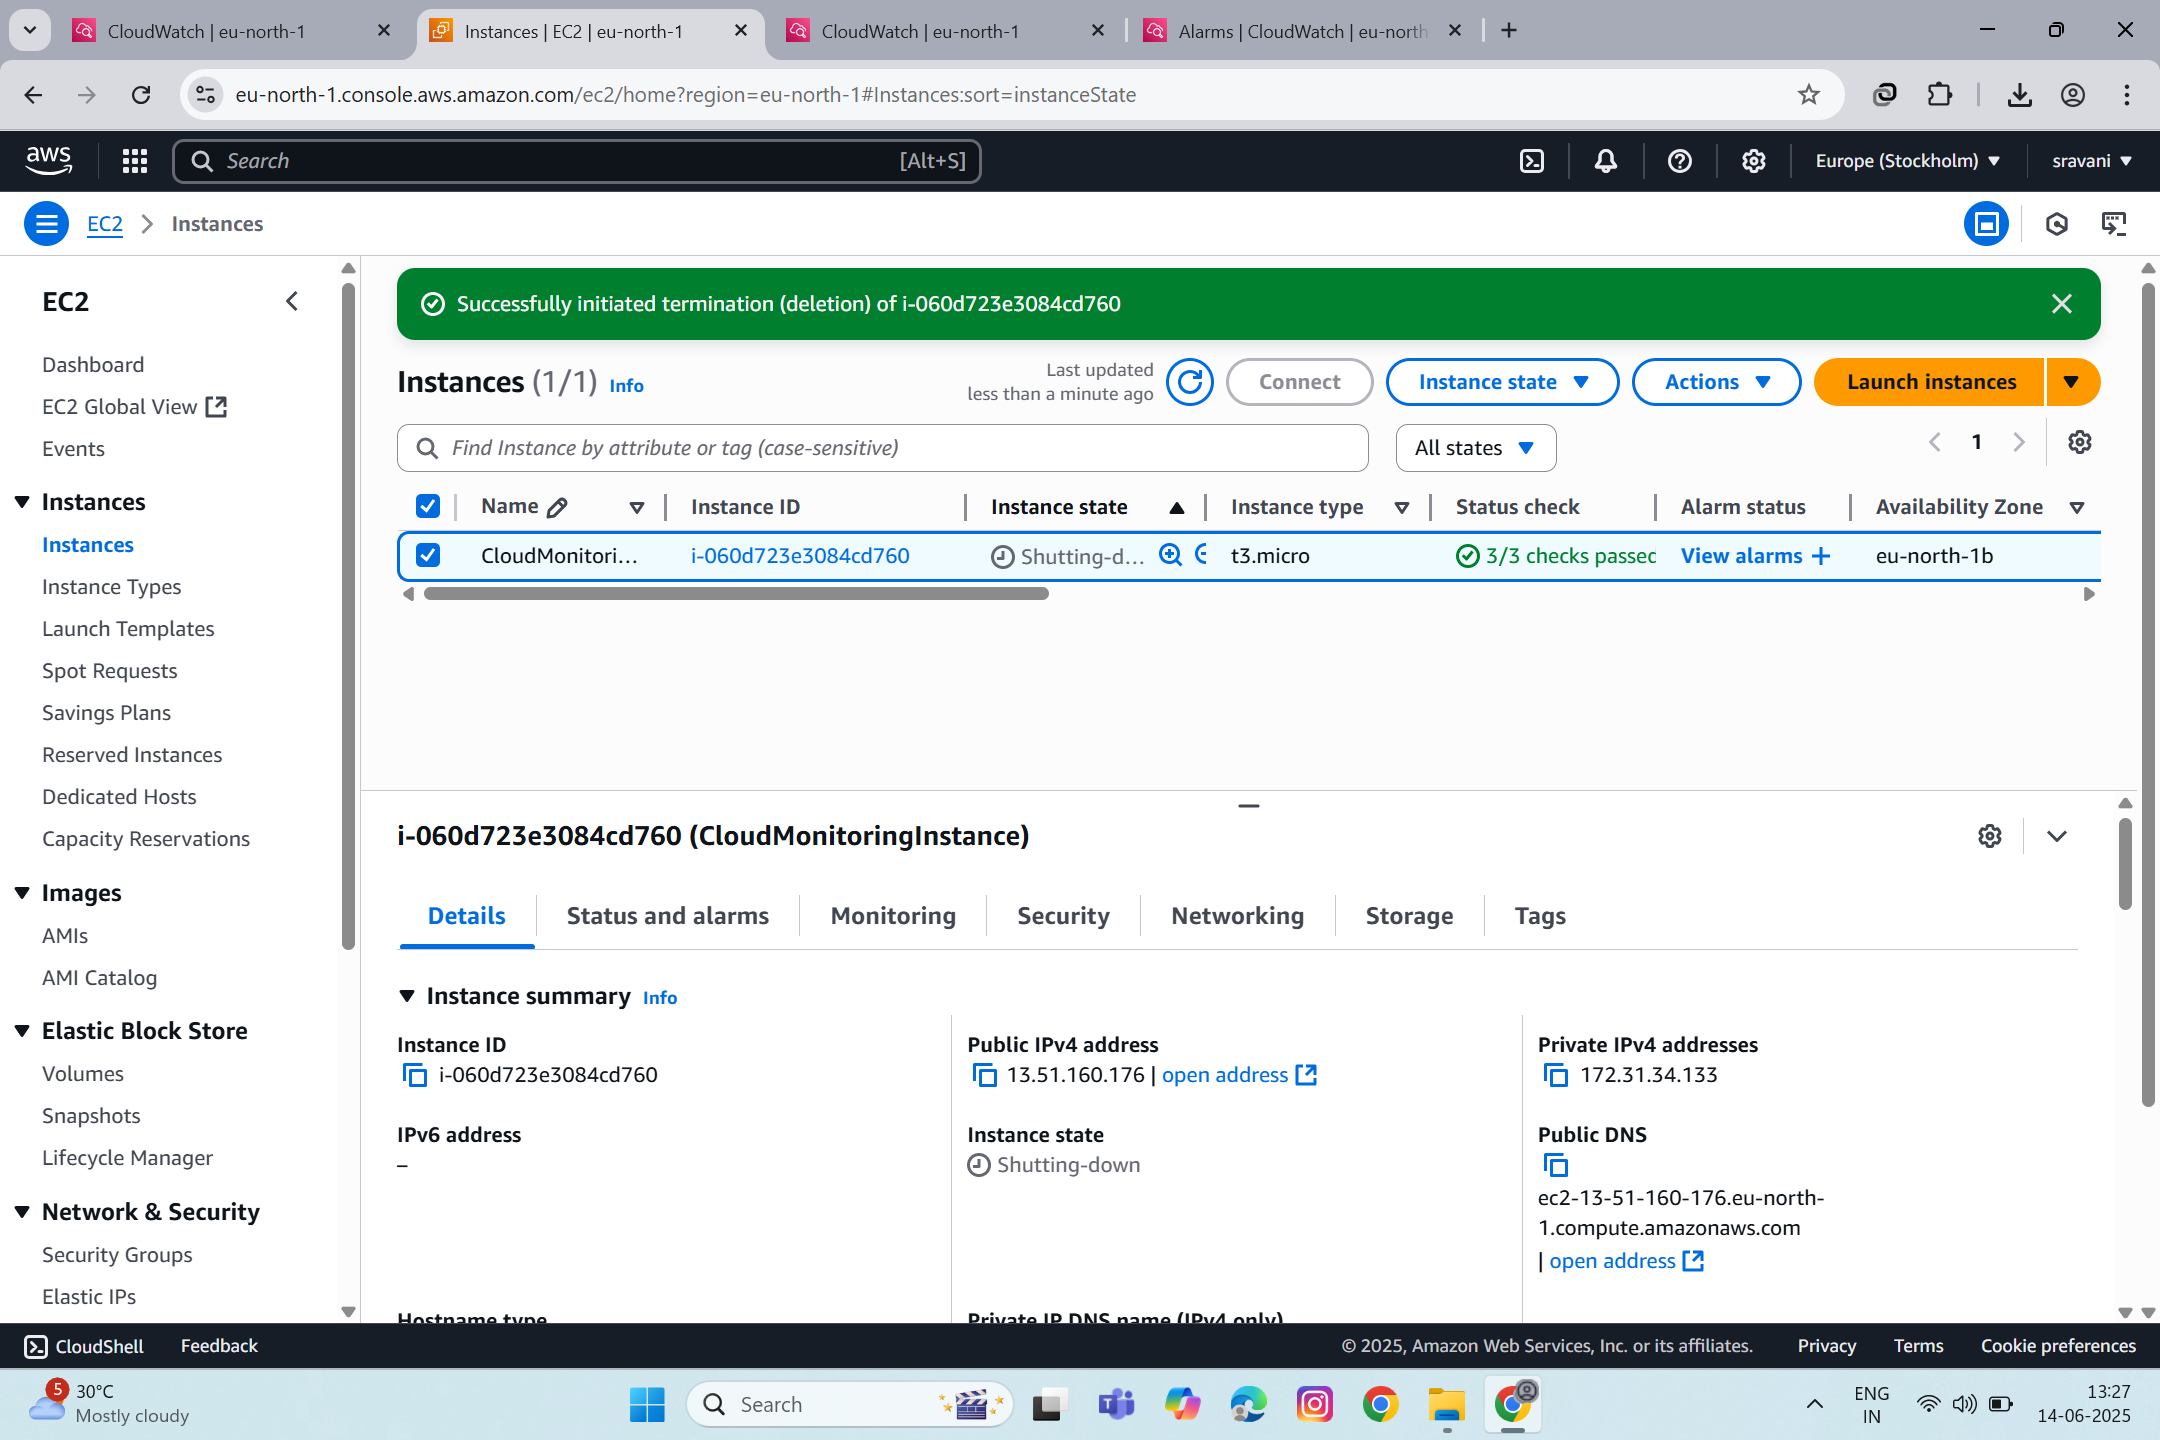 CloudWatch | eu-north-1
Instances | EC2 | eu-north-1
CloudWatch | eu-north-1
Alarms | CloudWatch | eu-north
eu-north-1.console.aws.amazon.com/ec2/home?region=eu-north-1#Instances:sort=instanceState
aws
Search
[Alt+S]
Europe (Stockholm)
sravani
EC2
Instances
EC2
Dashboard
EC2 Global View
Events
Instances
Instances
Instance Types
Launch Templates
Spot Requests
Savings Plans
Reserved Instances
Dedicated Hosts
Capacity Reservations
Images
AMIs
AMI Catalog
Elastic Block Store
Volumes
Snapshots
Lifecycle Manager
Network & Security
Security Groups
Elastic IPs
Successfully initiated termination (deletion) of i-060d723e3084cd760
Instances (1/1) Info
Last updated
less than a minute ago
Connect
Instance state
Actions
Launch instances
Find Instance by attribute or tag (case-sensitive)
All states
1
Name Instance ID Instance state Instance type Status check Alarm status Availability Zone
CloudMonitori... i-060d723e3084cd760 Shutting-d... t3.micro 3/3 checks passed View alarms + eu-north-1b
i-060d723e3084cd760 (CloudMonitoringInstance)
Details
Status and alarms
Monitoring
Security
Networking
Storage
Tags
Instance summary Info
Instance ID
i-060d723e3084cd760
Public IPv4 address
13.51.160.176 | open address
Private IPv4 addresses
172.31.34.133
IPv6 address
–
Instance state
Shutting-down
Public DNS
ec2-13-51-160-176.eu-north-
1.compute.amazonaws.com
| open address
Hostname type
Private IP DNS name (IPv4 only)
CloudShell
Feedback
© 2025, Amazon Web Services, Inc. or its affiliates.
Privacy
Terms
Cookie preferences
5
30°C
Mostly cloudy
Search
ENG
IN
13:27
14-06-2025